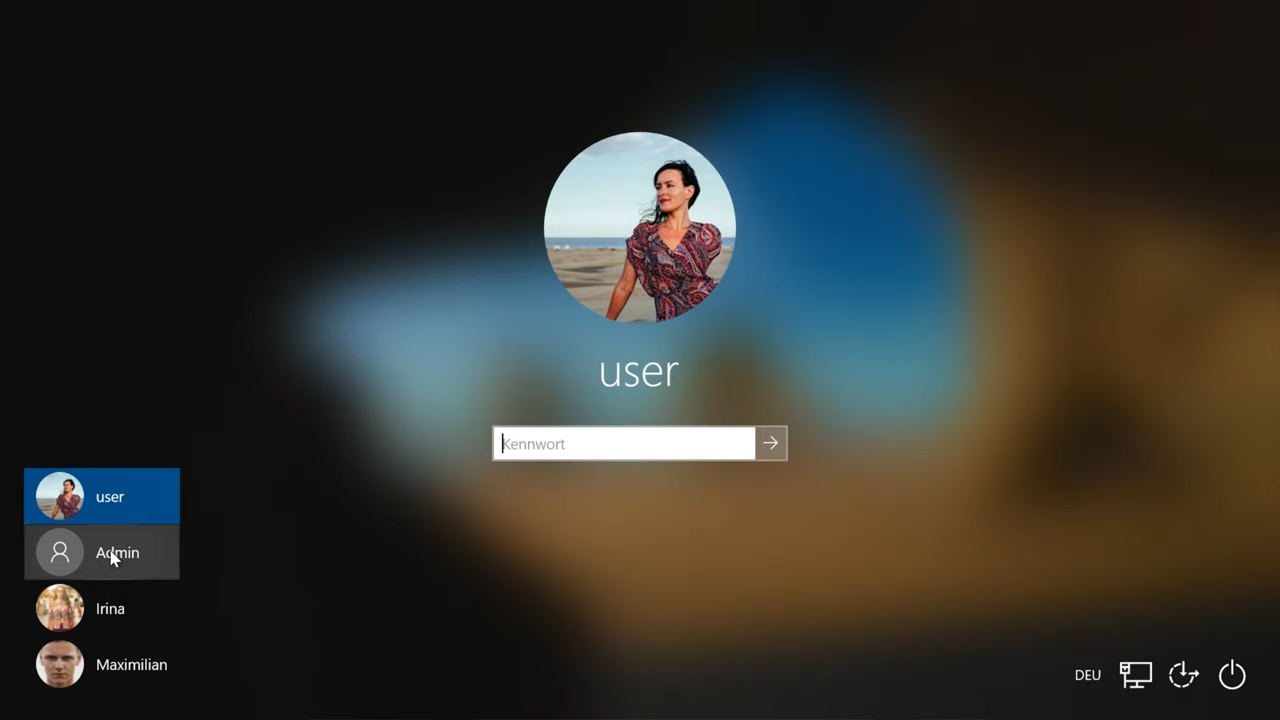 user
Kennwort
user
Admin
Irina
Maximilian
DEU